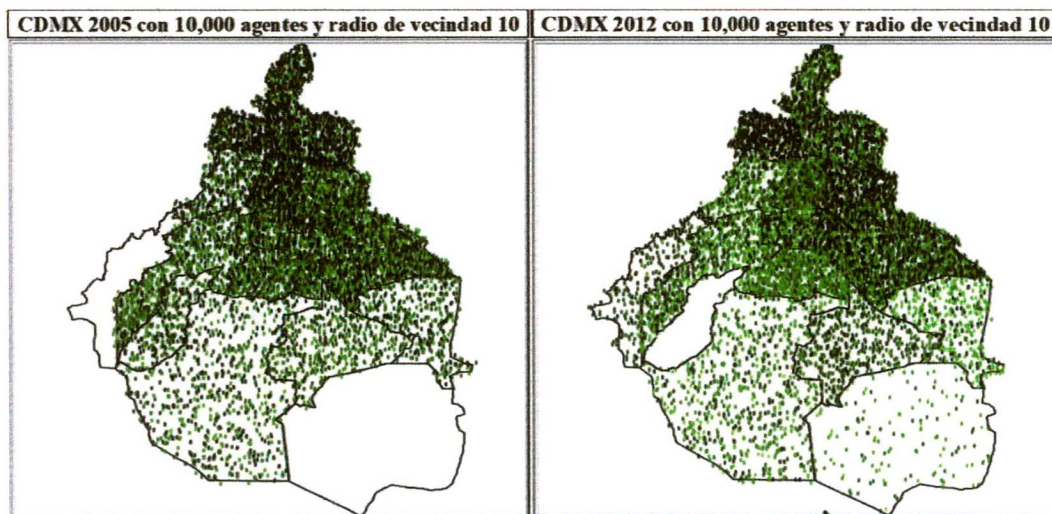 CDMX 2005 con 10,000 agentes y radio de vecindad 10
CDMX 2012 con 10,000 agentes y radio de vecindad 10